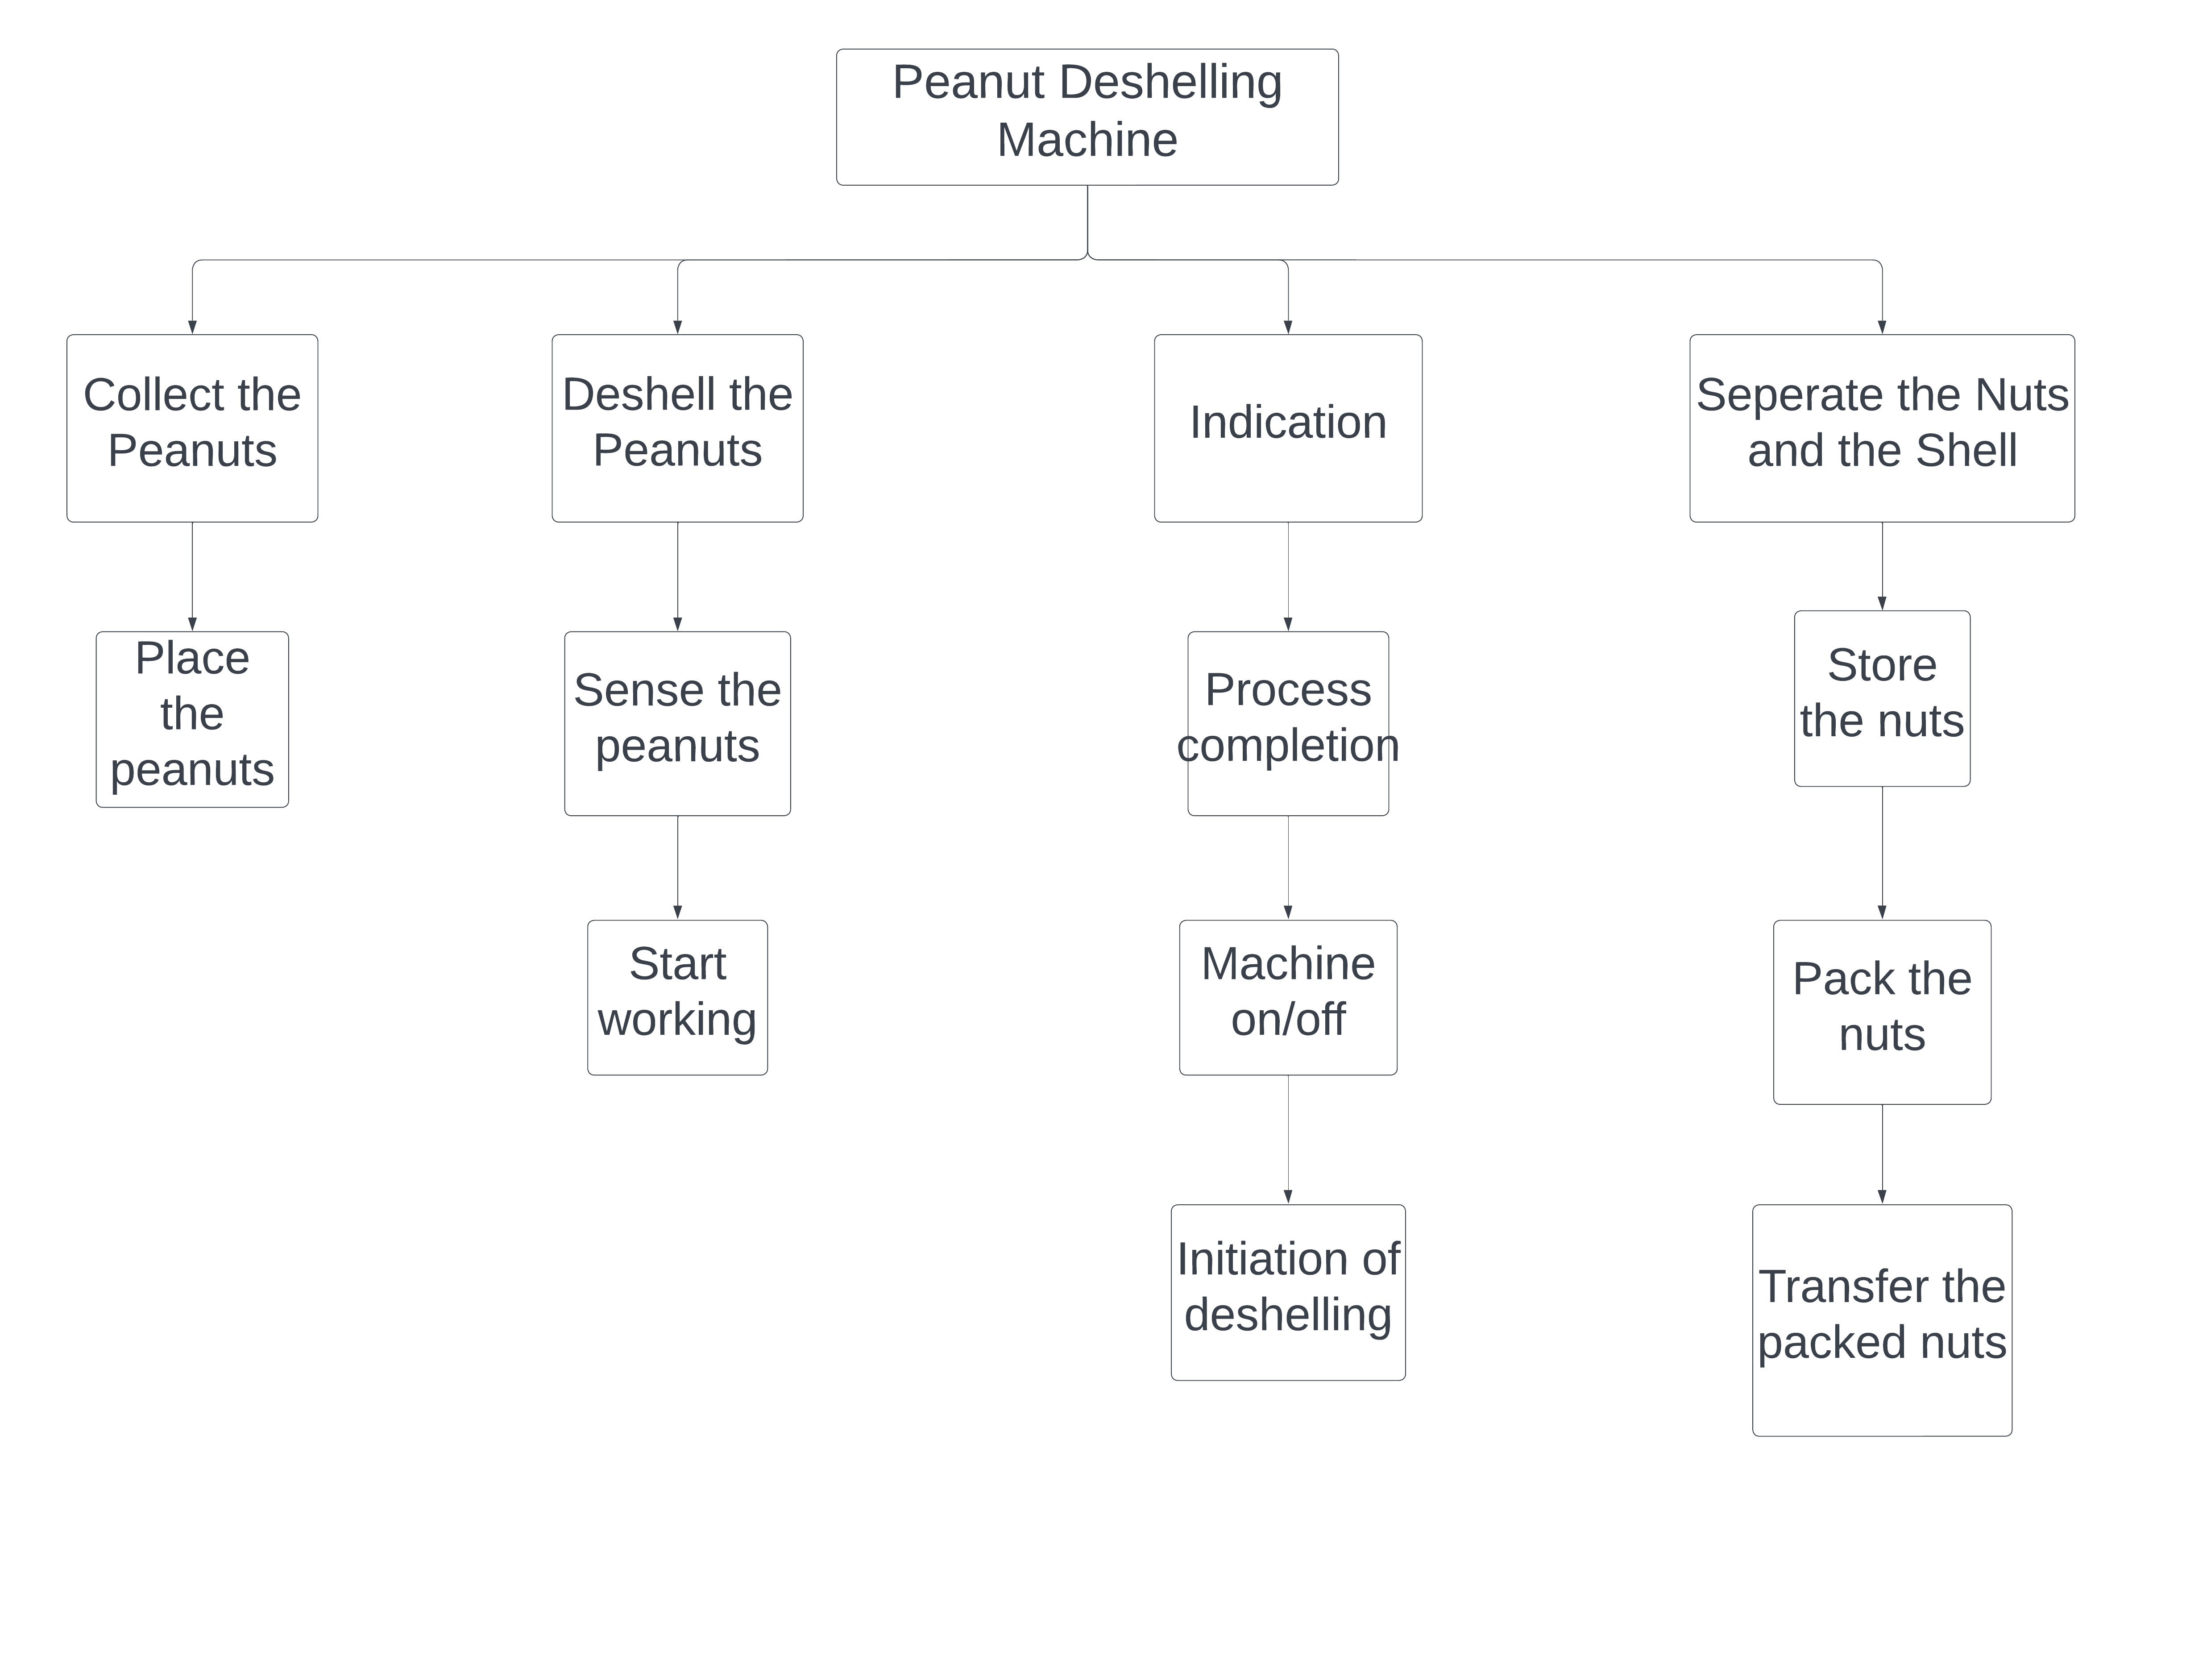 Peanut Deshelling
Machine
Collect the
Peanuts
Deshell the
Peanuts
Indication
Seperate the Nuts
and the Shell
Place
the
peanuts
Sense the
peanuts
Process
completion
Store
the nuts
Start
working
Machine
on/off
Pack the
nuts
Initiation of
deshelling
Transfer the
packed nuts